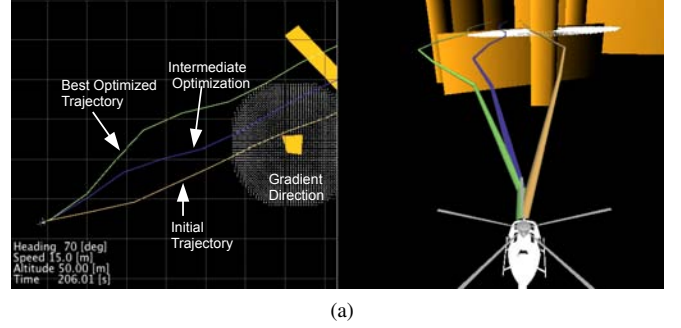 Best Optimized
Trajectory
Intermediate
Optimization
Gradient
Direction
Initial
Trajectory
Heading 70 [deg]
Speed 15.0 [m]
Altitude 50.00 [m]
Time 206.01 [s]
(a)